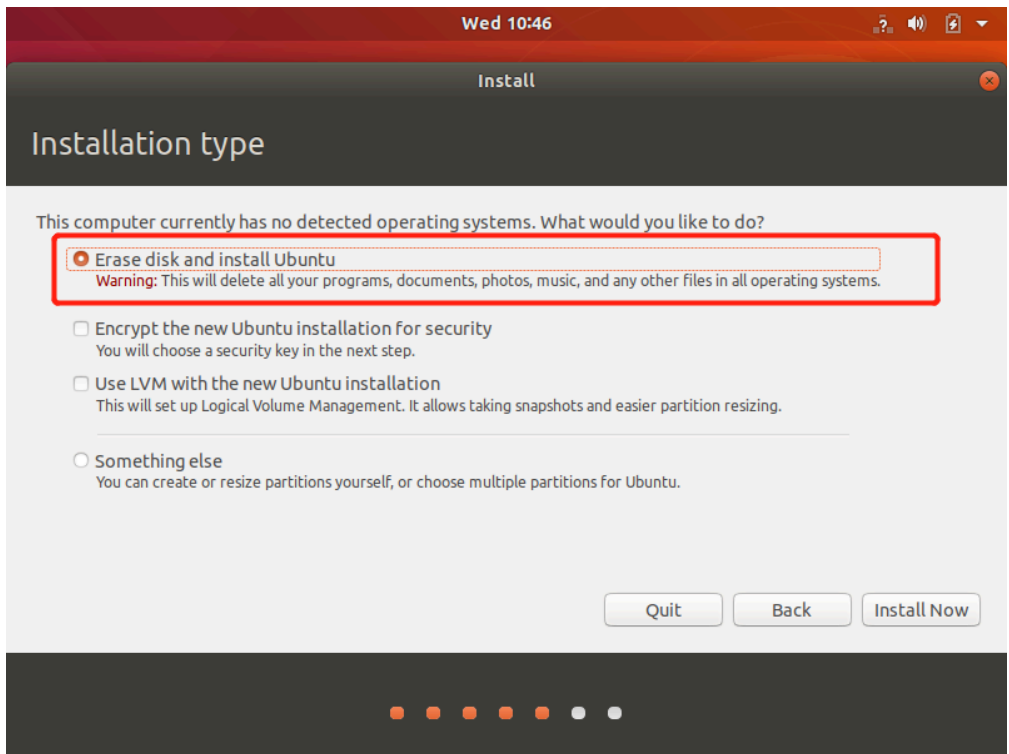 Wed 10:46
?
Install
Installation type
This computer currently has no detected operating systems. What would you like to do?
Erase disk and install Ubuntu
Warning: This will delete all your programs, documents, photos, music, and any other files in all operating systems.
Encrypt the new Ubuntu installation for security
You will choose a security key in the next step.
Use LVM with the new Ubuntu installation
This will set up Logical Volume Management. It allows taking snapshots and easier partition resizing.
Something else
You can create or resize partitions yourself, or choose multiple partitions for Ubuntu.
Quit
Back
Install Now